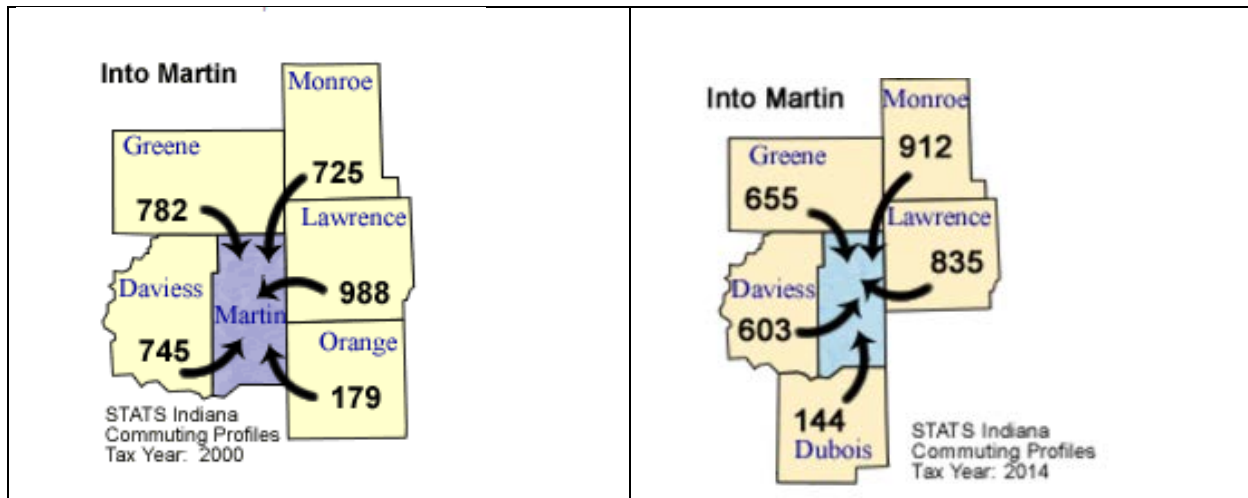 Into Martin
Monroe
Greene
725
782
Lawrence
988
Daviess
Martin
745
Orange
179
STATS Indiana
Commuting Profiles
Tax Year: 2000
Into Martin
Monroe
912
Greene
655
Lawrence
835
Daviess
603
144
Dubois
STATS Indiana
Commuting Profiles
Tax Year: 2014